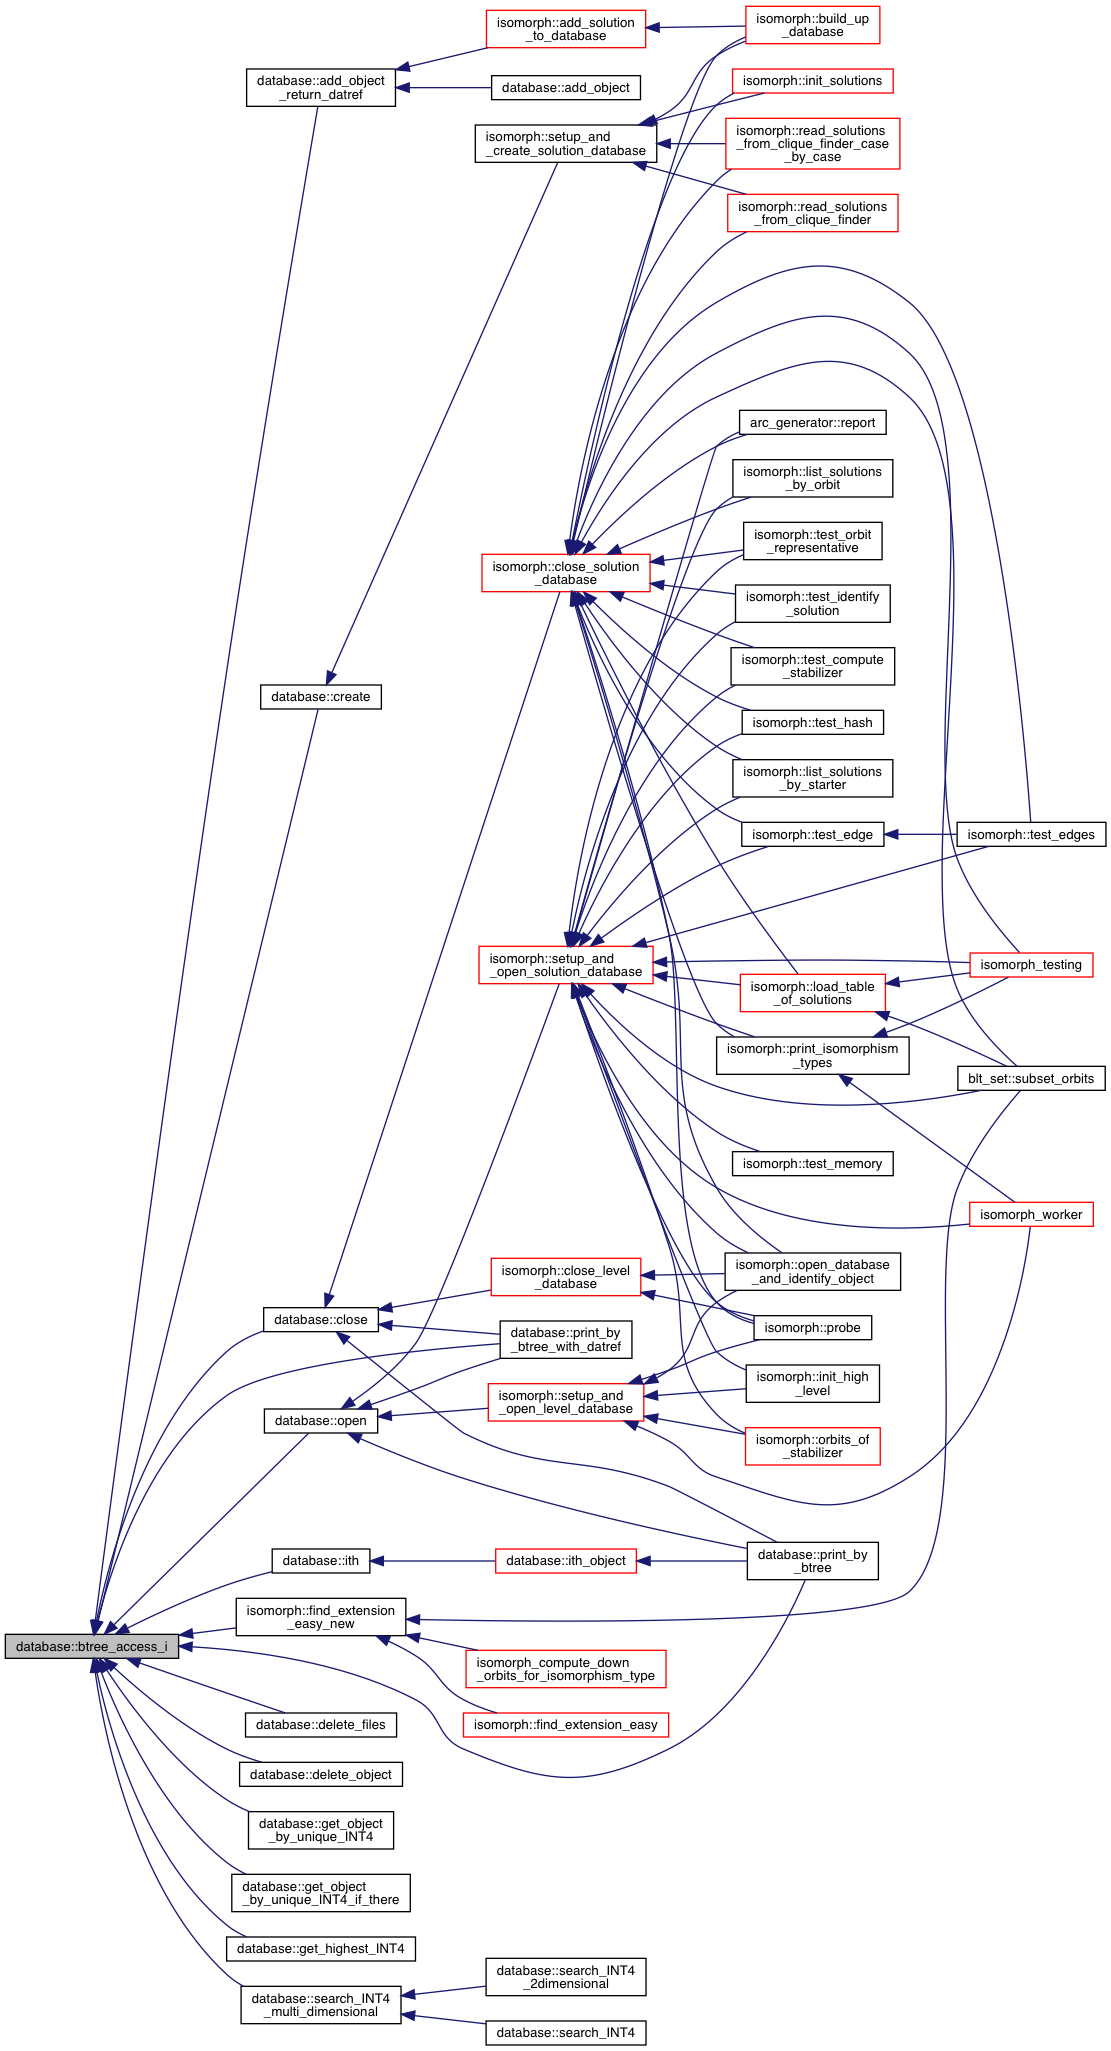 isomorph::add_solution
_to_database
isomorph::build_up
_database
database::add_object
_return_datref
database::add_object
isomorph::init_solutions
isomorph::setup_and
_create_solution_database
isomorph::read_solutions
_from_clique_finder_case
_by_case
isomorph::read_solutions
_from_clique_finder
arc_generator::report
isomorph::list_solutions
_by_orbit
isomorph::test_orbit
_representative
isomorph::close_solution
_database
isomorph::test_identify
_solution
isomorph::test_compute
_stabilizer
database::create
isomorph::test_hash
isomorph::list_solutions
_by_starter
isomorph::test_edge
isomorph::test_edges
isomorph::setup_and
_open_solution_database
isomorph_testing
isomorph::load_table
_of_solutions
isomorph::print_isomorphism
_types
blt_set::subset_orbits
isomorph::test_memory
isomorph_worker
isomorph::close_level
_database
isomorph::open_database
_and_identify_object
database::close
database::print_by
_btree_with_datref
isomorph::probe
isomorph::init_high
_level
isomorph::setup_and
_open_level_database
database::open
isomorph::orbits_of
_stabilizer
database::ith
database::ith_object
database::print_by
_btree
isomorph::find_extension
_easy_new
database::btree_access_i
isomorph_compute_down
_orbits_for_isomorphism_type
database::delete_files
isomorph::find_extension_easy
database::delete_object
database::get_object
_by_unique_INT4
database::get_object
_by_unique_INT4_if_there
database::get_highest_INT4
database::search_INT4
_multi_dimensional
database::search_INT4
_2dimensional
database::search_INT4